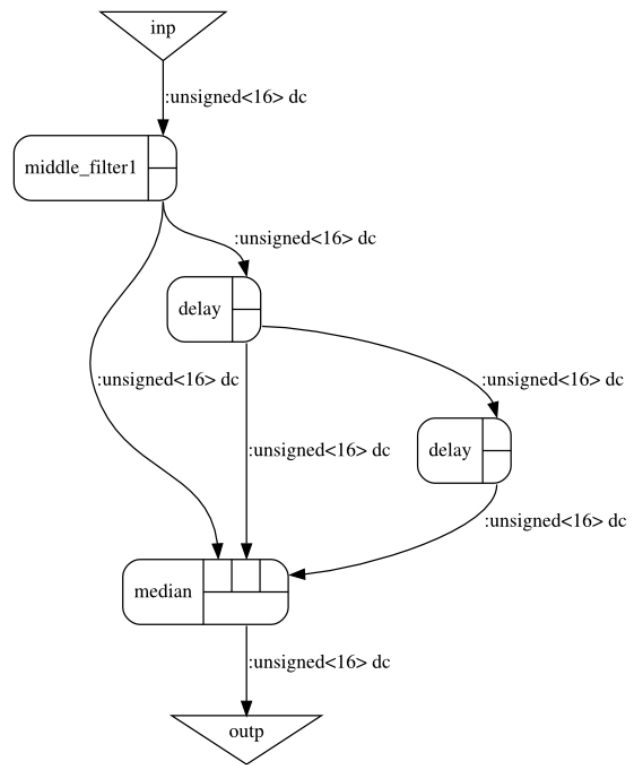 inp
:unsigned<16> dc
middle_filter1
:unsigned<16> dc
delay
:unsigned<16> dc
:unsigned<16> dc
delay
:unsigned<16> dc
:unsigned<16> dc
median
:unsigned<16> dc
outp